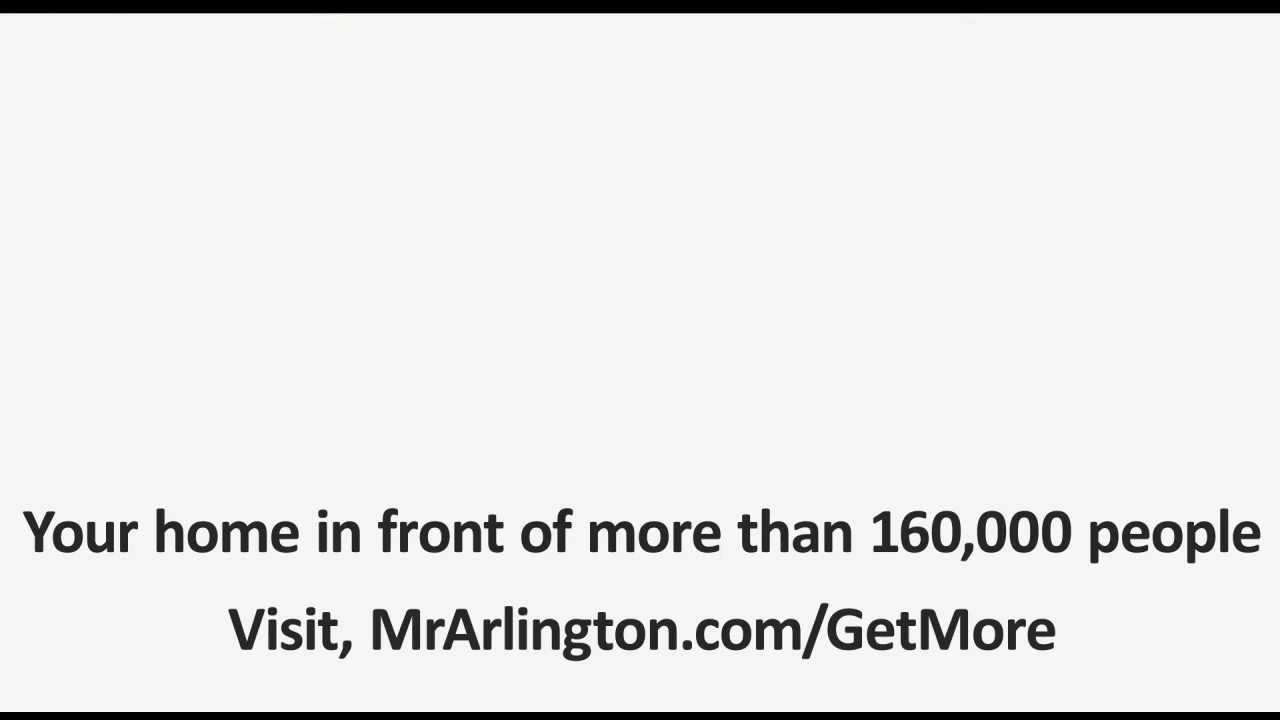 Your home in front of more than 160,000 people
Visit, MrArlington.com/GetMore